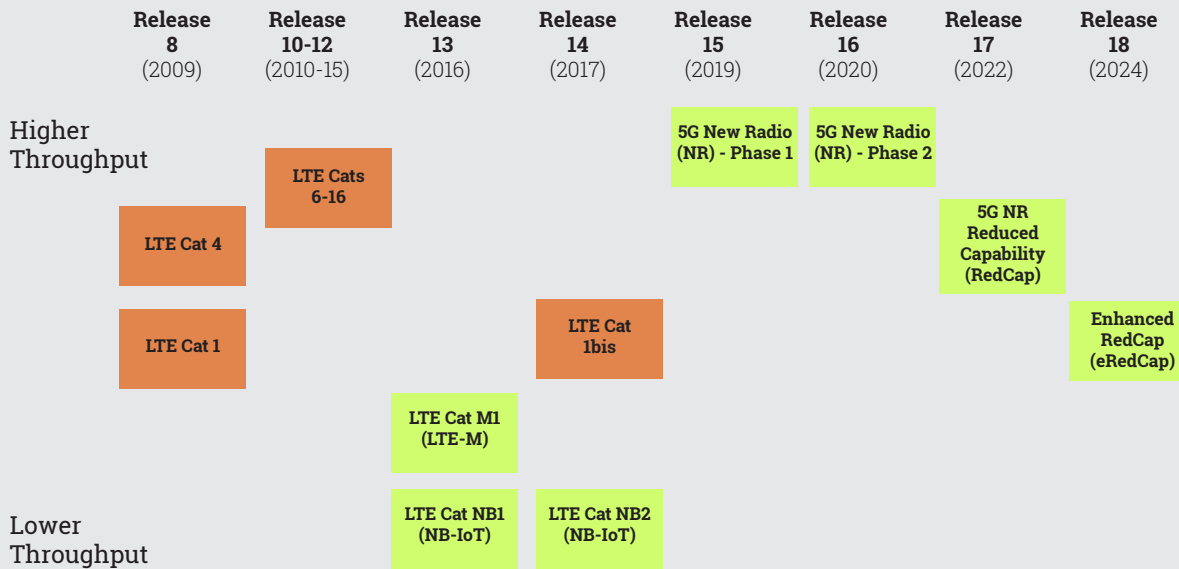 Release
8
(2009)
Release
10-12
(2010-15)
Release
13
(2016)
Release
14
(2017)
Release
15
(2019)
Release
16
(2020)
Release
17
(2022)
Release
18
(2024)
Higher
Throughput
5G New Radio
(NR) - Phase 1
5G New Radio
(NR) - Phase 2
LTE Cats
6-16
LTE Cat 4
5G NR
Reduced
Capability
(RedCap)
LTE Cat 1
LTE Cat
1bis
Enhanced
RedCap
(eRedCap)
LTE Cat M1
(LTE-M)
Lower
Throughput
LTE Cat NB1
(NB-IoT)
LTE Cat NB2
(NB-IoT)